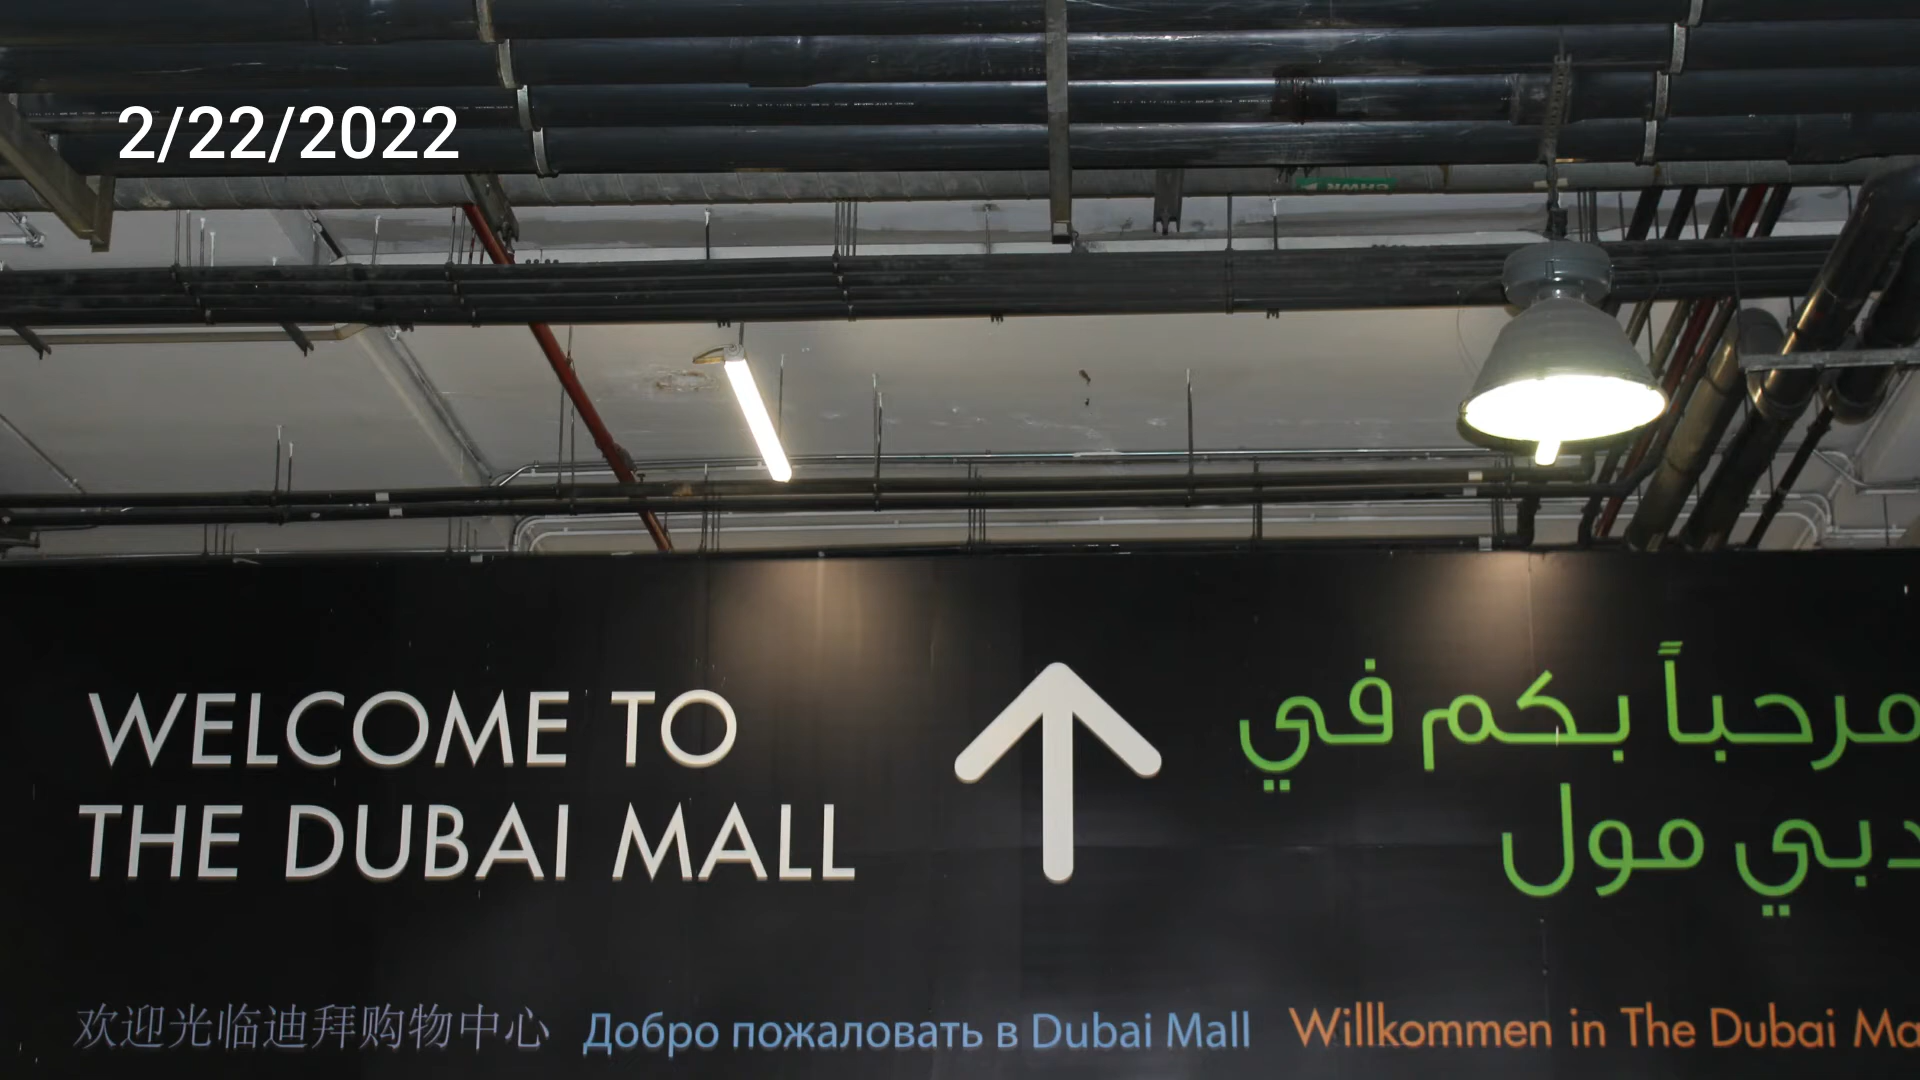 2/22/2022
WELCOME TO
THE DUBAI MALL
مرحباً بكم في
دبي مول
欢迎光临迪拜购物中心 Добро пожаловать в Dubai Mall Willkommen in The Dubai